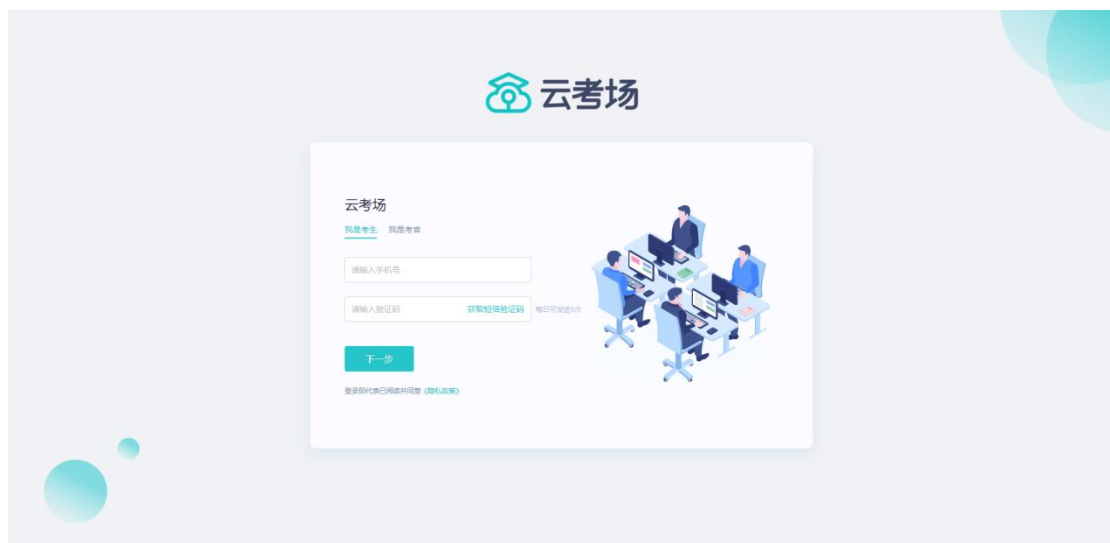 云考场
云考场
我是考生 我是考官
请输入手机号
请输入验证码 获取短信验证码 每日可发送5次
下一步
登录即代表已阅读并同意《隐私政策》